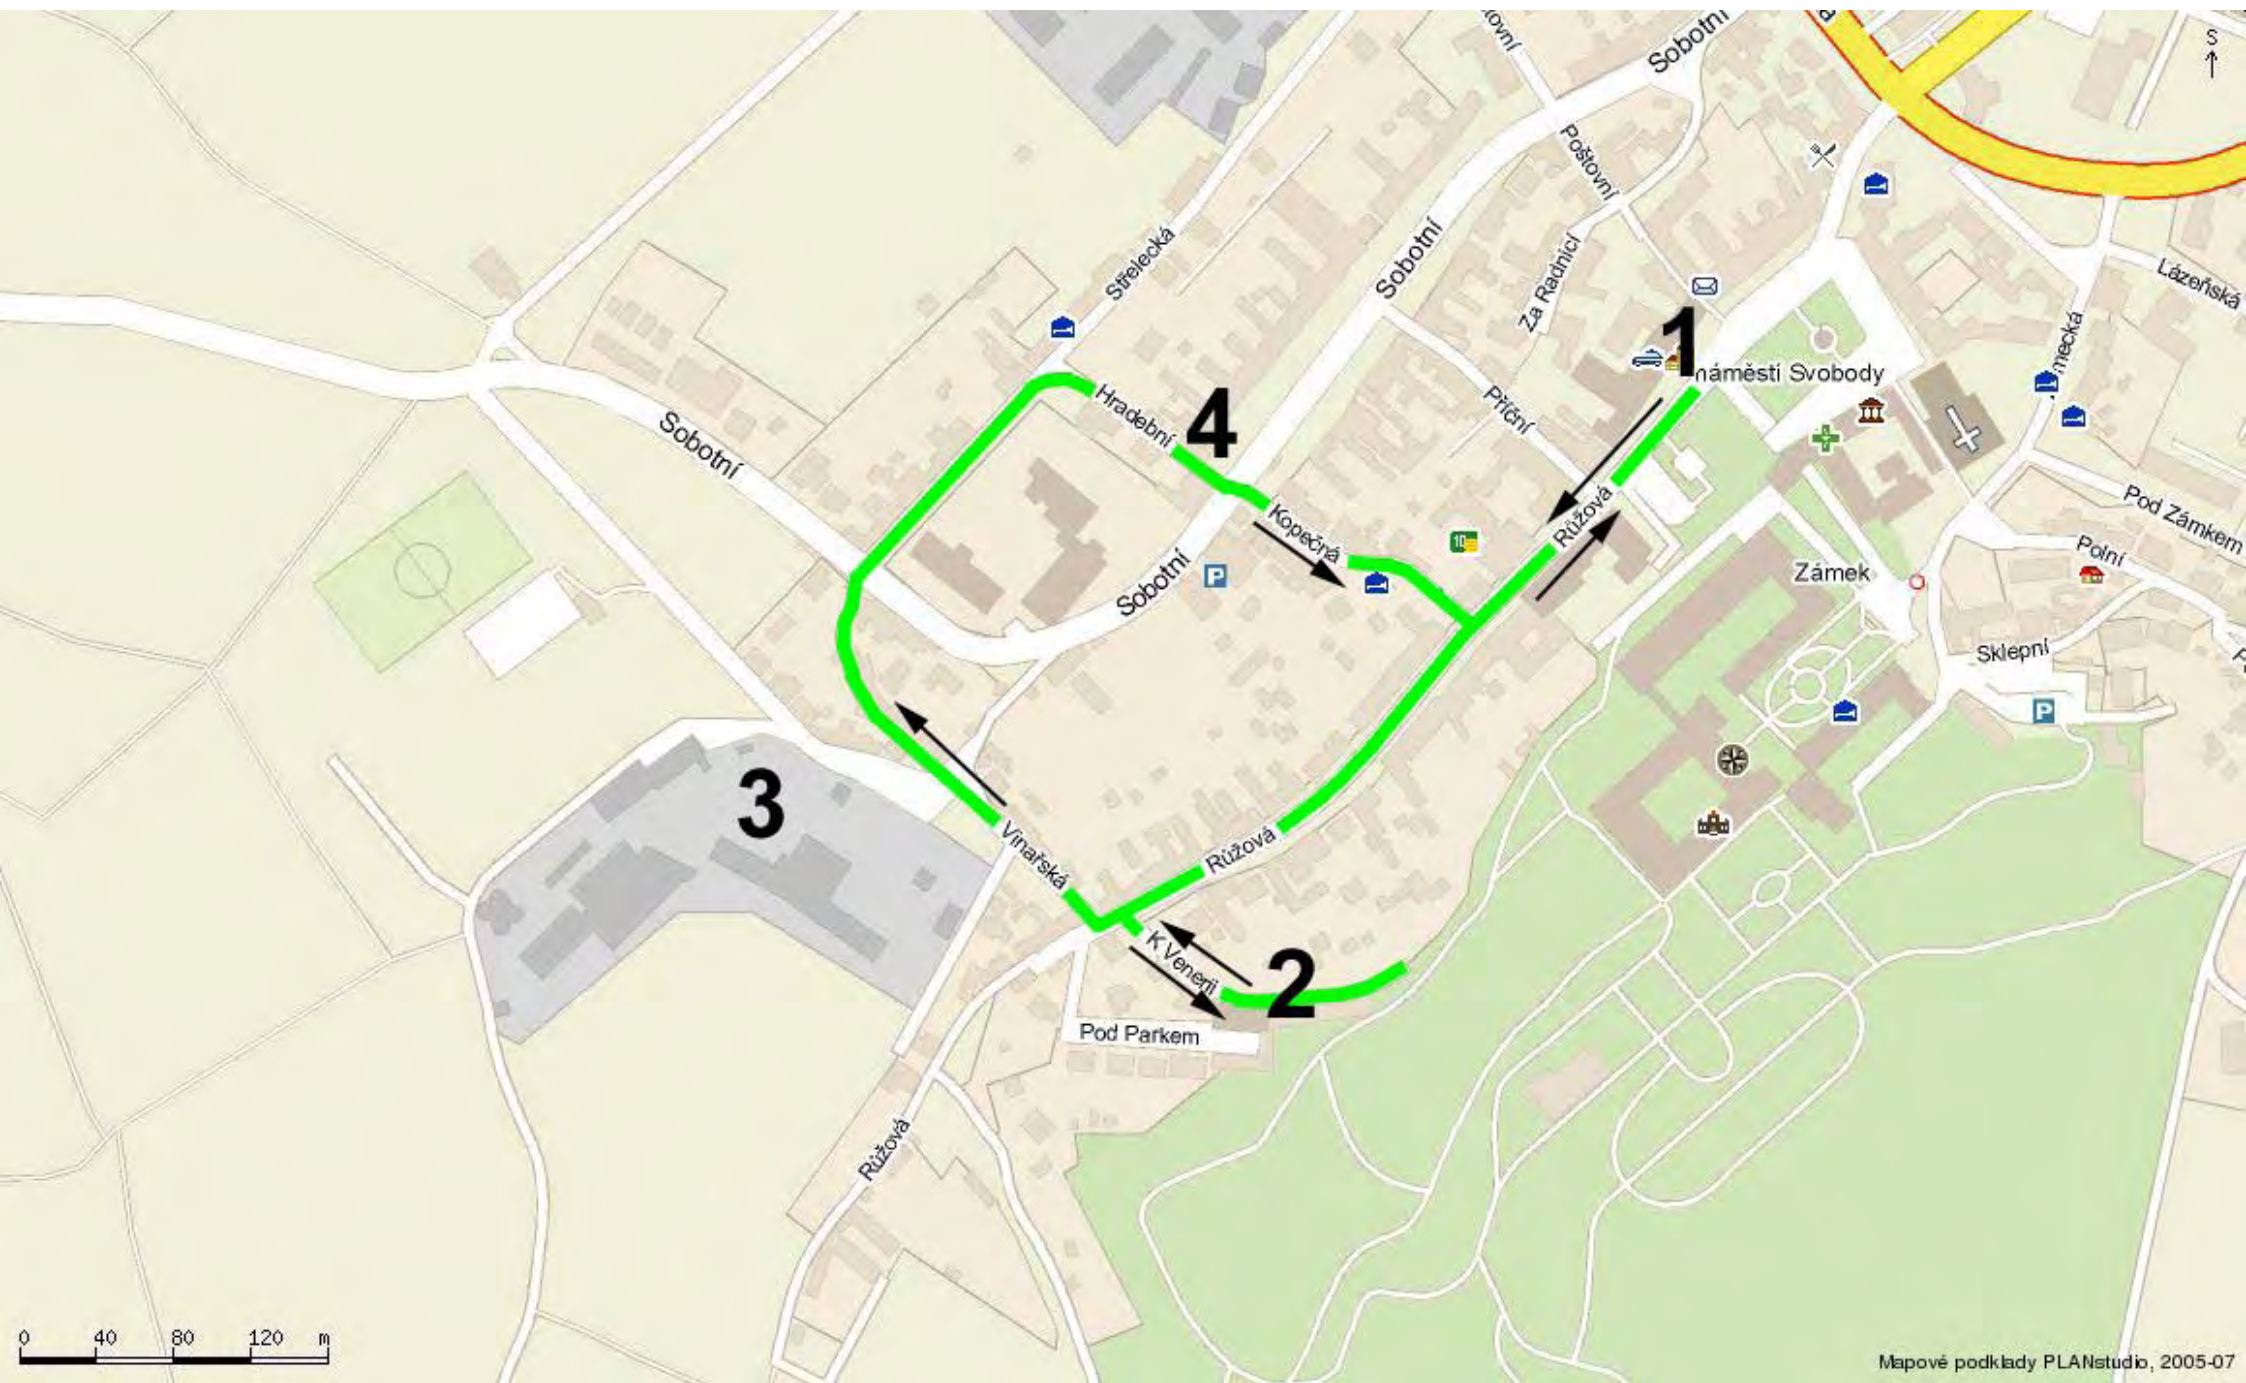 Sobotní
S
Poštovní
Střelecká
Sobotní
Za Radnicí
Lázeňská
1
náměstí Svobody
Hradební
4
Příční
Sobotní
Pod Zámkem
Růžová
Kopečná
10
Polní
P
Sobotní
Zámek
Sklepní
P
3
Vinařská
Růžová
K Venerii
2
Pod Parkem
Růžová
0 40 80 120 m
Mapové podklady PLANstudio, 2005-07